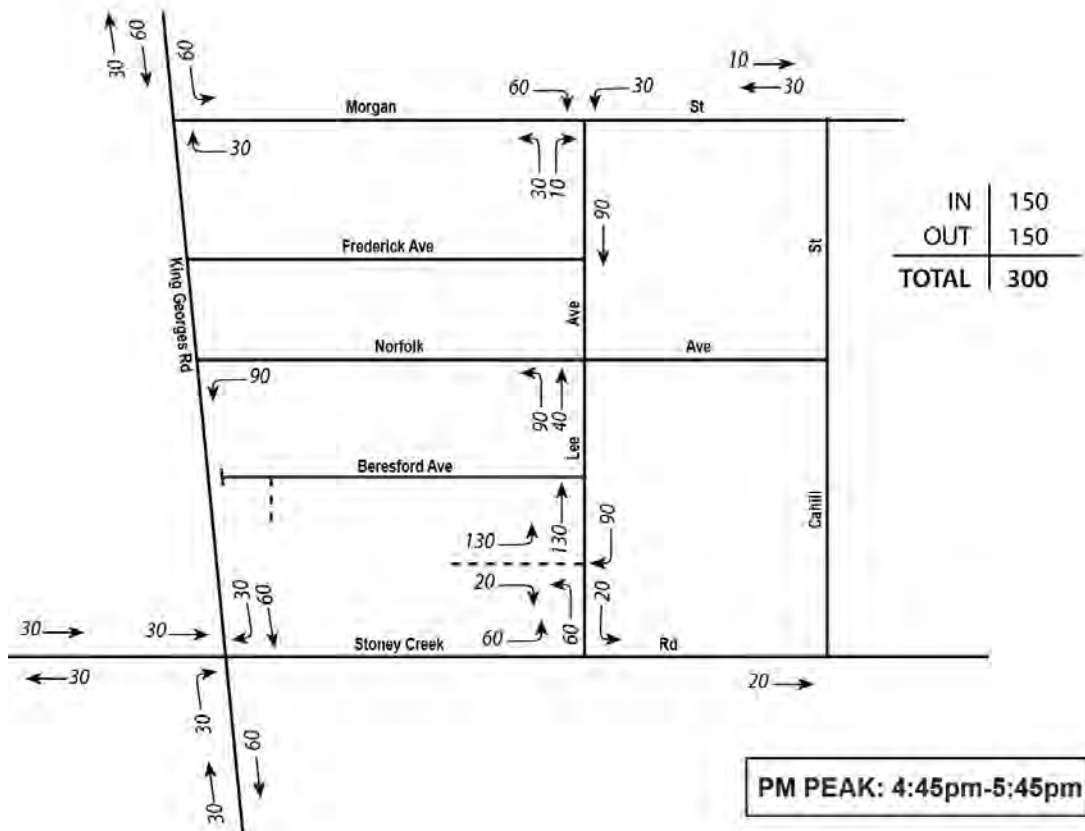 30
60
60
Morgan
60
30
St
10
30
30
30
10
90
IN 150
OUT 150
TOTAL 300
Frederick Ave
King Georges Rd
Ave
St
Norfolk
Ave
90
90
40
Lee
Beresford Ave
Cahill
130
130
90
20
20
30
60
60
60
30
30
Stoney Creek
Rd
30
20
30
60
30
PM PEAK: 4:45pm-5:45pm